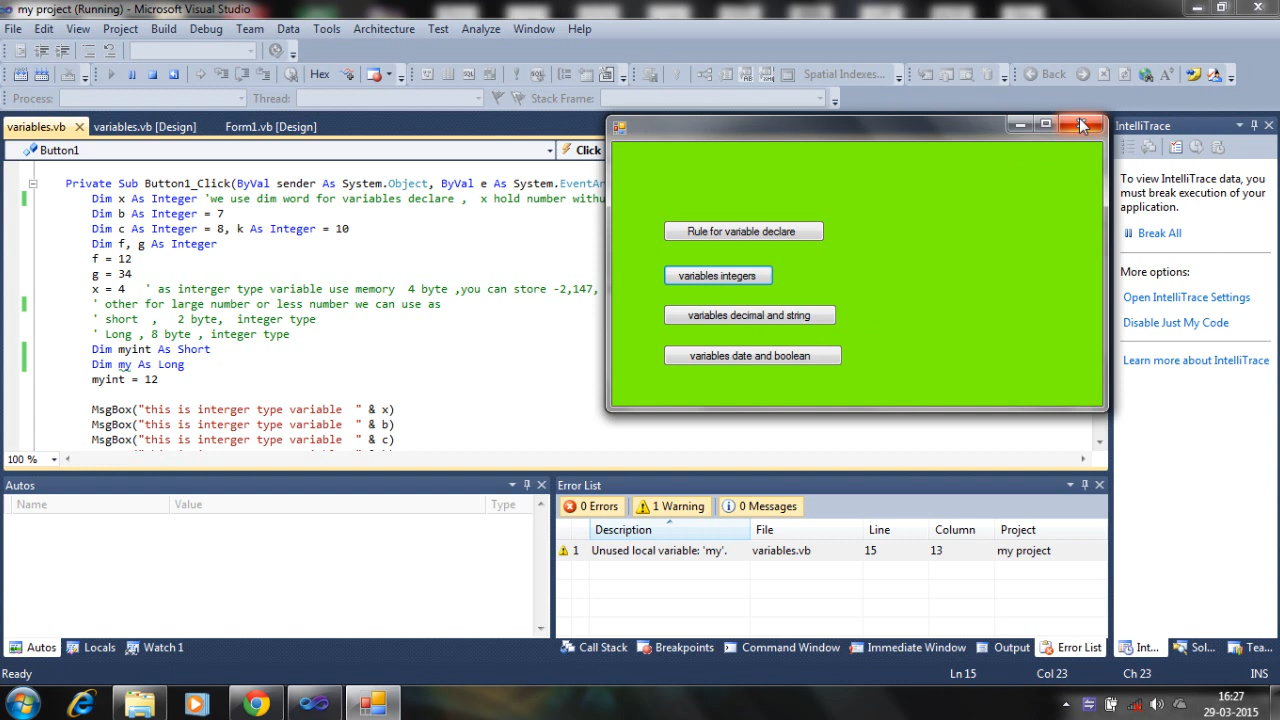 my project (Running) - Microsoft Visual Studio
File Edit View Project Build Debug Team Data Tools Architecture Test Analyze Window Help
Hex Spatial Indexes... Back
Process: Thread: Stack Frame:
variables.vb variables.vb [Design] Form1.vb [Design]
IntelliTrace
Button1 Click
Private Sub Button1_Click(ByVal sender As System.Object, ByVal e As System.EventAr
Dim x As Integer 'we use dim word for variables declare , x hold number withou
Dim b As Integer = 7
Dim c As Integer = 8, k As Integer = 10
Dim f, g As Integer
f = 12
g = 34
x = 4 ' as interger type variable use memory 4 byte ,you can store -2,147,
' other for large number or less number we can use as
' short , 2 byte, integer type
' Long , 8 byte , integer type
Dim myint As Short
Dim my As Long
myint = 12
MsgBox("this is interger type variable " & x)
MsgBox("this is interger type variable " & b)
MsgBox("this is interger type variable " & c)
100 %
Rule for variable declare
variables integers
variables decimal and string
variables date and boolean
To view IntelliTrace data, you
must break execution of your
application.
Break All
More options:
Open IntelliTrace Settings
Disable Just My Code
Learn more about IntelliTrace
Autos
Name Value Type
Error List
0 Errors 1 Warning 0 Messages
Description File Line Column Project
1 Unused local variable: 'my'. variables.vb 15 13 my project
Autos Locals Watch 1
Call Stack Breakpoints Command Window Immediate Window Output Error List
Int... Sol... Tea...
Ready Ln 15 Col 23 Ch 23 INS
16:27
29-03-2015